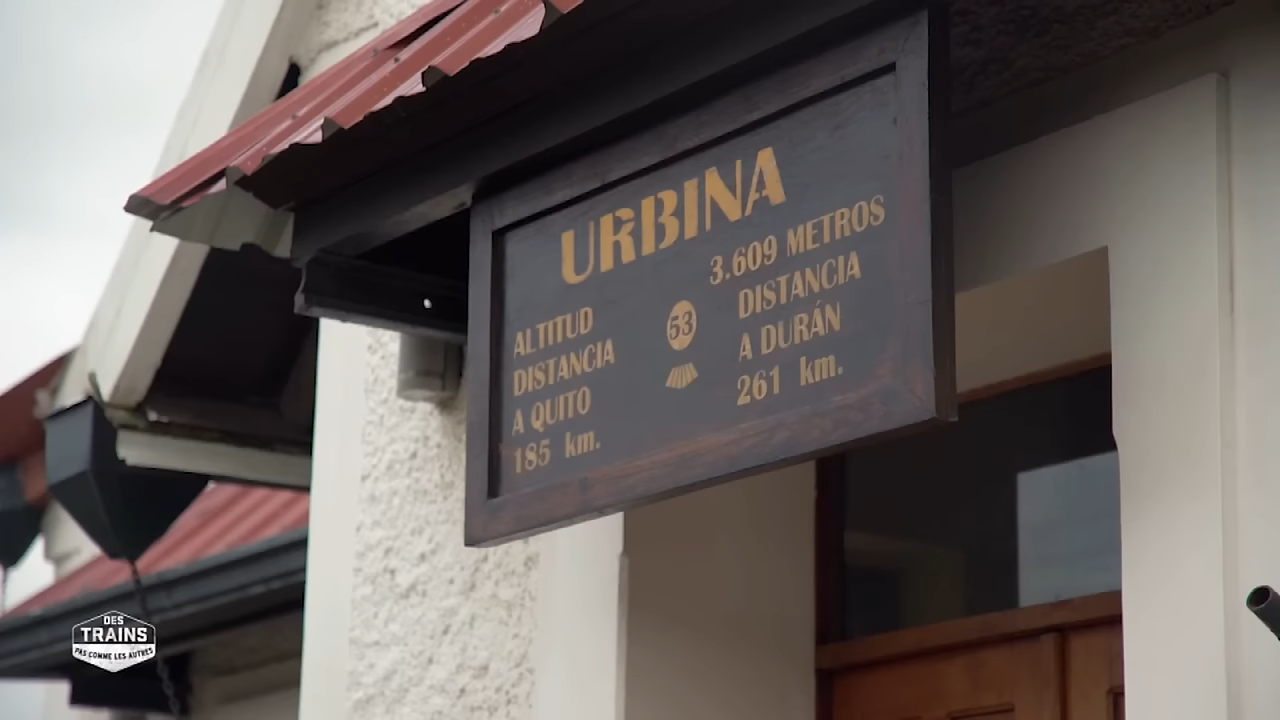 URBINA
ALTITUD 3.609 METROS
DISTANCIA
A QUITO
185 km.
53
DISTANCIA
A DURÁN
261 km.
DES
TRAINS
PAS COMME LES AUTRES